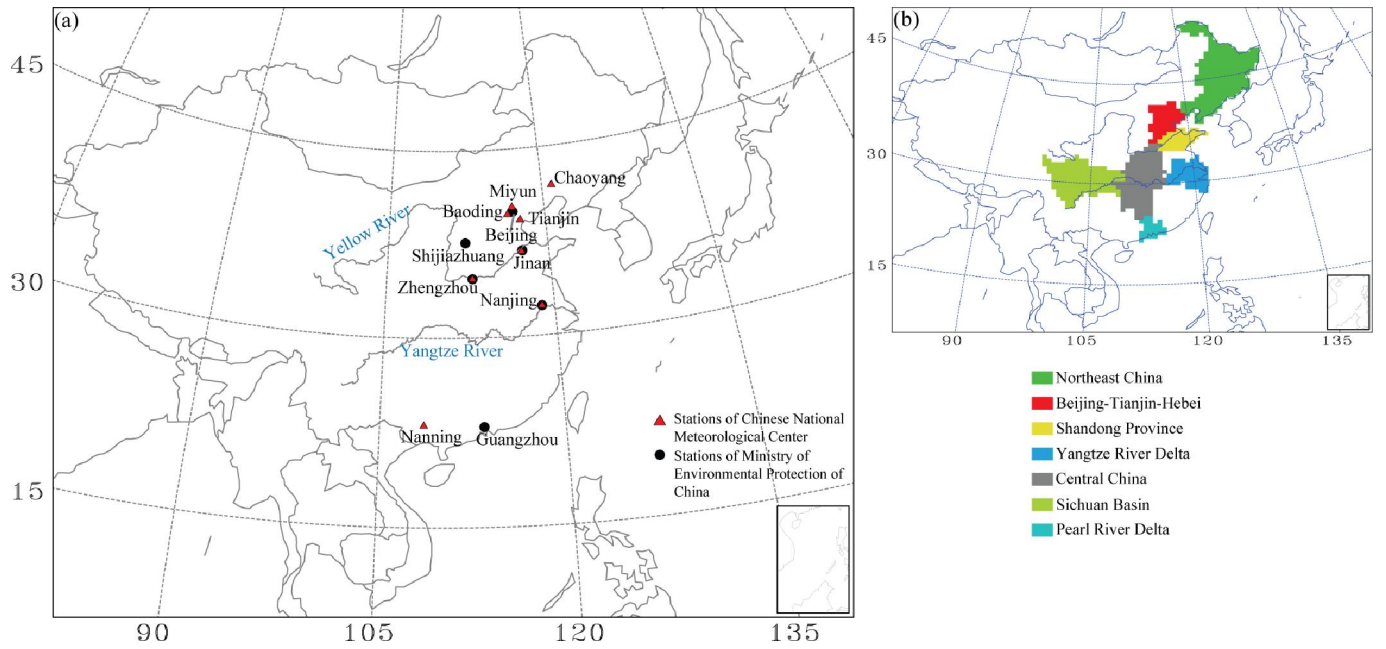 (a)
45
30
15
90
105
120
135
Chaoyang
Miyun
Baoding
Tianjin
Beijing
Yellow River
Shijiazhuang
Jinan
Zhengzhou
Nanjing
Yangtze River
Nanning
Guangzhou
Stations of Chinese National
Meteorological Center
Stations of Ministry of
Environmental Protection of
China
(b)
45
30
15
90
105
120
135
Northeast China
Beijing-Tianjin-Hebei
Shandong Province
Yangtze River Delta
Central China
Sichuan Basin
Pearl River Delta